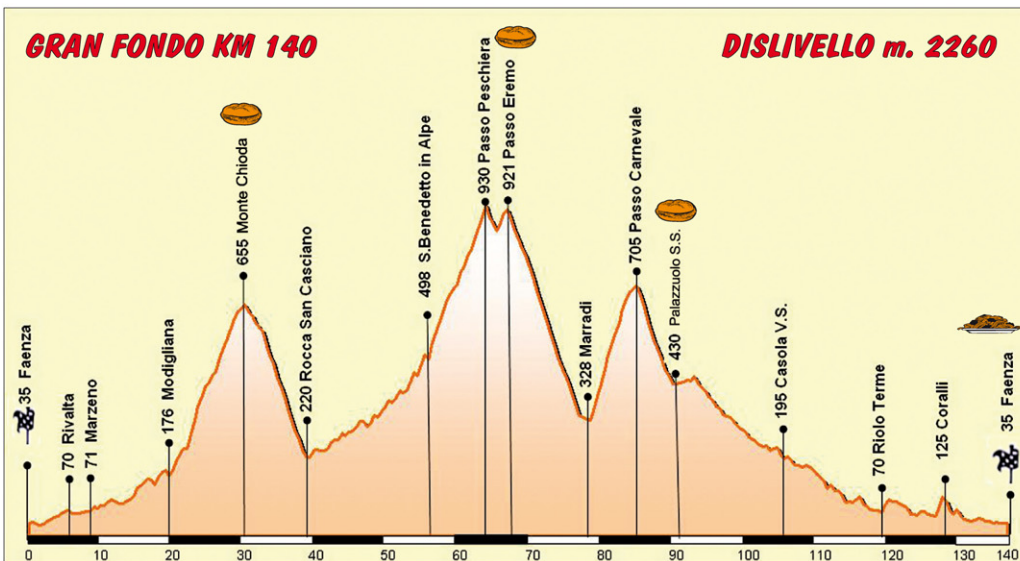 GRAN FONDO KM 140
DISLIVELLO m. 2260
35 Faenza
70 Rivalta
71 Marzeno
176 Modigliana
655 Monte Chioda
220 Rocca San Casciano
498 S.Benedetto in Alpe
930 Passo Peschiera
921 Passo Eremo
328 Marradi
705 Passo Carnevale
430 Palazzuolo S.S.
195 Casola V.S.
70 Riolo Terme
125 Coralli
35 Faenza
0 10 20 30 40 50 60 70 80 90 100 110 120 130 140